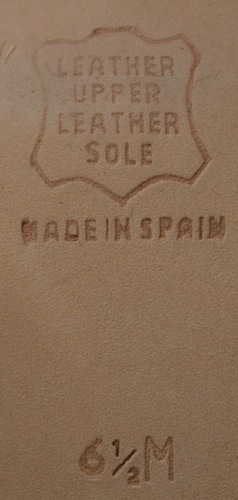 LEATHER
UPPER
LEATHER
SOLE
MADE IN SPAIN
6½M